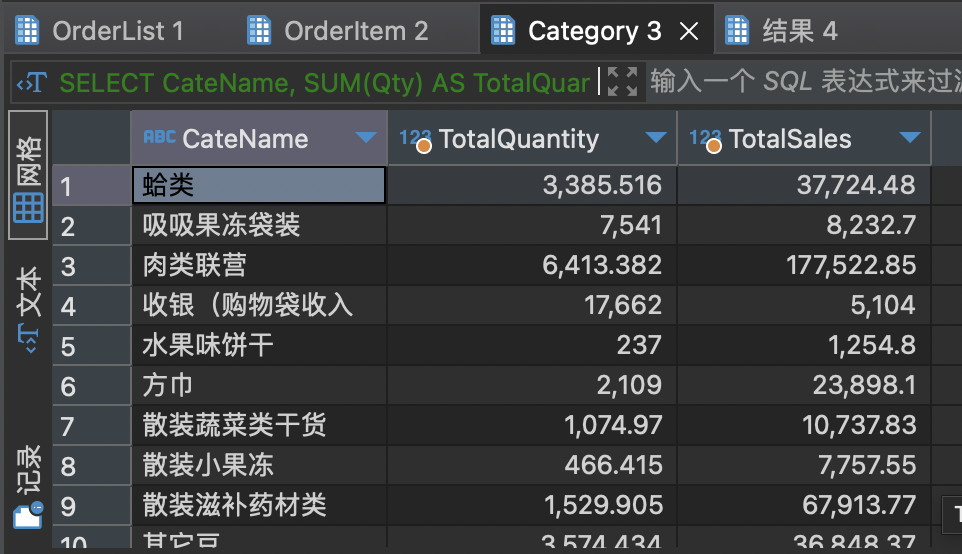 OrderList 1 OrderItem 2 Category 3 结果 4
SELECT CateName, SUM(Qty) AS TotalQuar 输入一个 SQL 表达式来过滤
网格
文本
记录
ABC CateName 123 TotalQuantity 123 TotalSales
1 蛤类 3,385.516 37,724.48
2 吸吸果冻袋装 7,541 8,232.7
3 肉类联营 6,413.382 177,522.85
4 收银（购物袋收入 17,662 5,104
5 水果味饼干 237 1,254.8
6 方巾 2,109 23,898.1
7 散装蔬菜类干货 1,074.97 10,737.83
8 散装小果冻 466.415 7,757.55
9 散装滋补药材类 1,529.905 67,913.77
10 其它豆 3,574.434 36,848.37